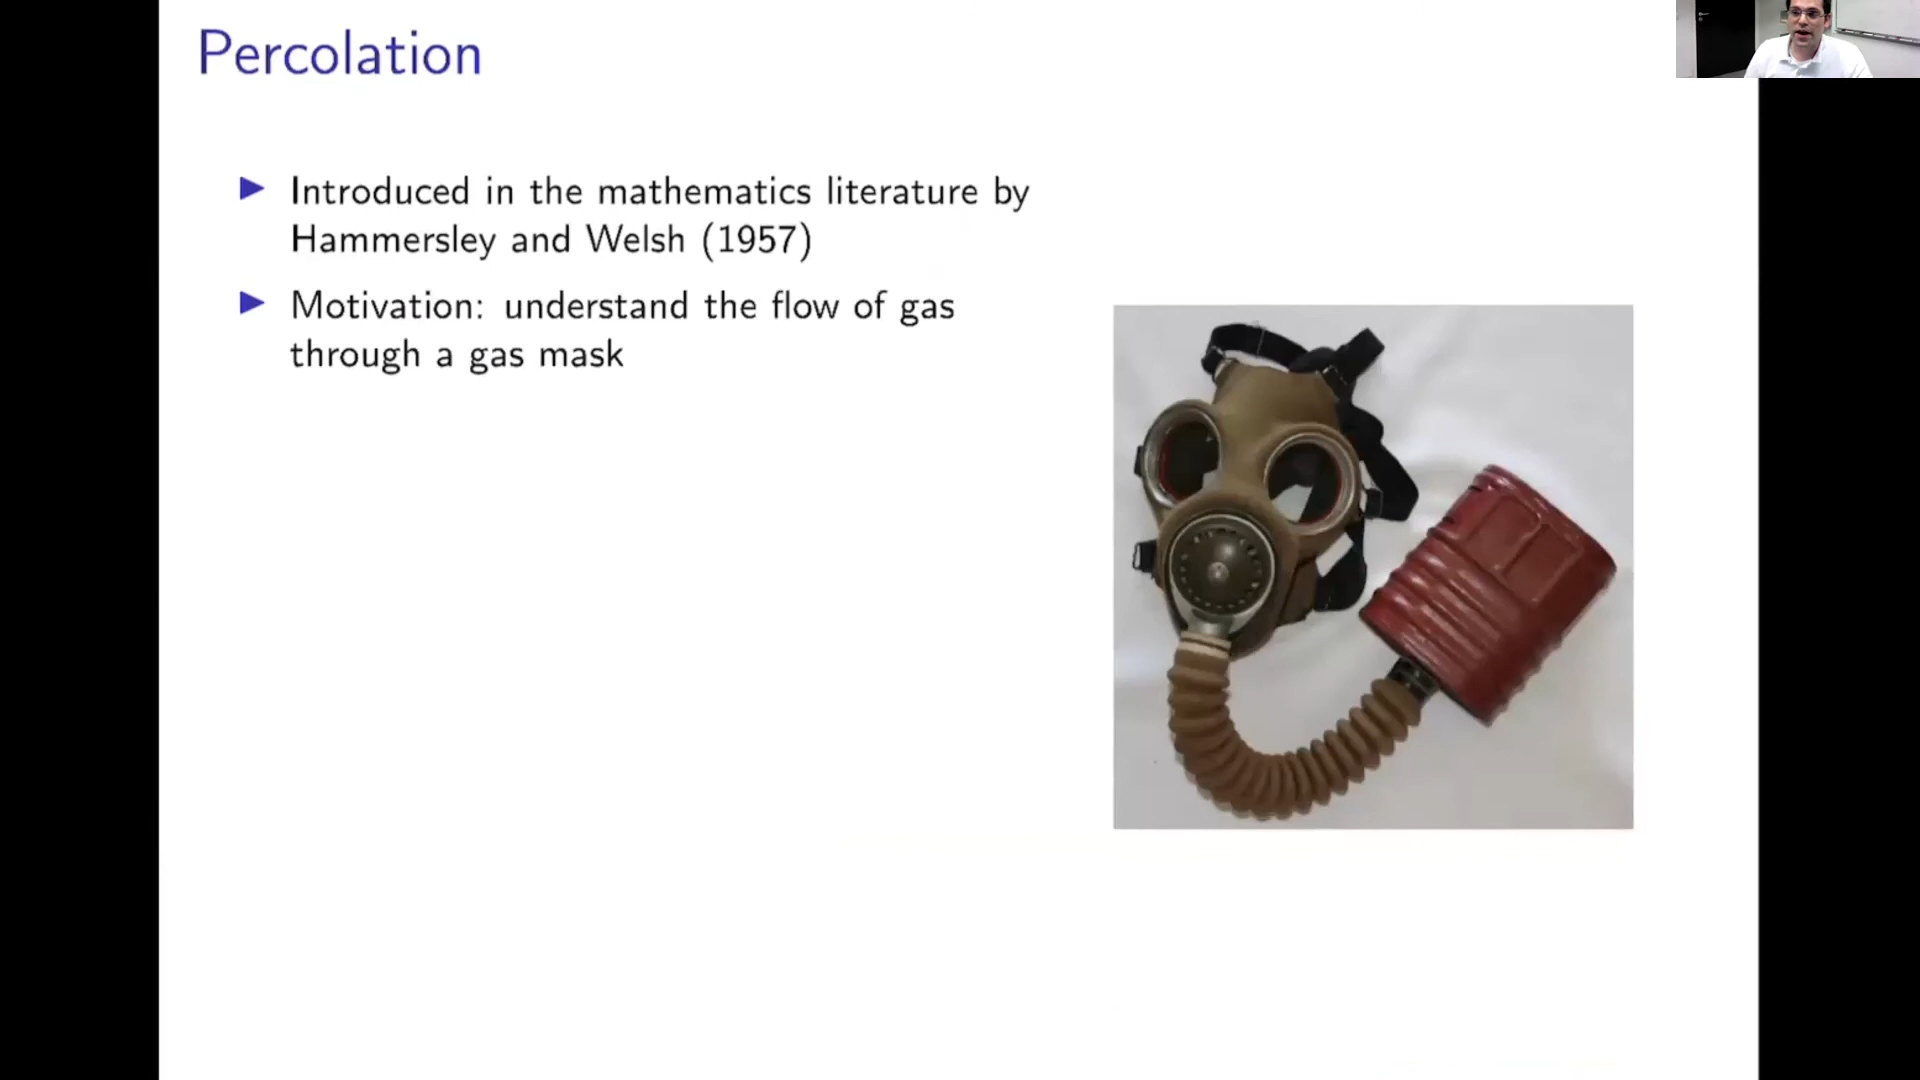 Percolation
Introduced in the mathematics literature by
Hammersley and Welsh (1957)
Motivation: understand the flow of gas
through a gas mask